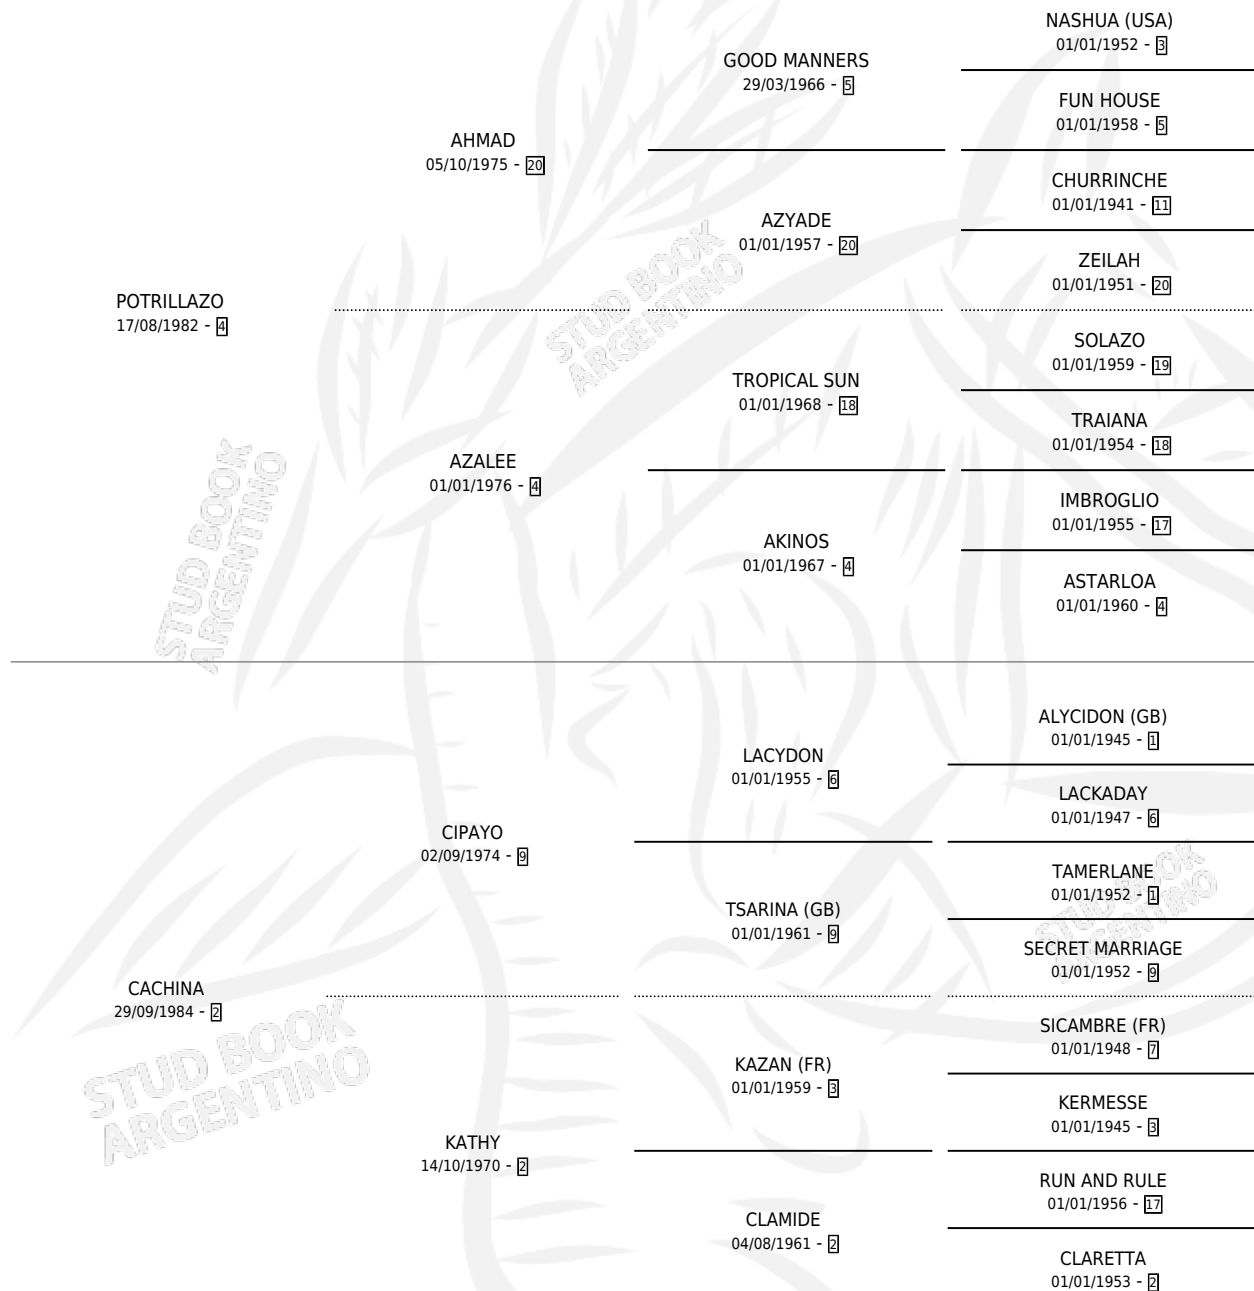 NASHUA (USA)
01/01/1952 - 3
GOOD MANNERS
29/03/1966 - 5
FUN HOUSE
01/01/1958 - 5
AHMAD
05/10/1975 - 20
CHURRINCHE
01/01/1941 - 11
AZYADE
01/01/1957 - 20
ZEILAH
01/01/1951 - 20
POTRILLAZO
17/08/1982 - 4
STUD BOOK
ARGENTINO
SOLAZO
01/01/1959 - 19
TROPICAL SUN
01/01/1968 - 18
TRAIANA
01/01/1954 - 18
AZALEE
01/01/1976 - 4
STUD BOOK
ARGENTINO
IMBROGLIO
01/01/1955 - 17
AKINOS
01/01/1967 - 4
ASTARLOA
01/01/1960 - 4
ALYCIDON (GB)
01/01/1945 - 1
LACYDON
01/01/1955 - 6
LACKADAY
01/01/1947 - 6
CIPAYO
02/09/1974 - 9
TAMERLANE
01/01/1952 - 1
STUD BOOK
ARGENTINO
TSARINA (GB)
01/01/1961 - 9
SECRET MARRIAGE
01/01/1952 - 9
CACHINA
29/09/1984 - 2
STUD BOOK
ARGENTINO
SICAMBRE (FR)
01/01/1948 - 7
KAZAN (FR)
01/01/1959 - 3
KERMESSE
01/01/1945 - 3
KATHY
14/10/1970 - 2
RUN AND RULE
01/01/1956 - 17
CLAMIDE
04/08/1961 - 2
CLARETTA
01/01/1953 - 2